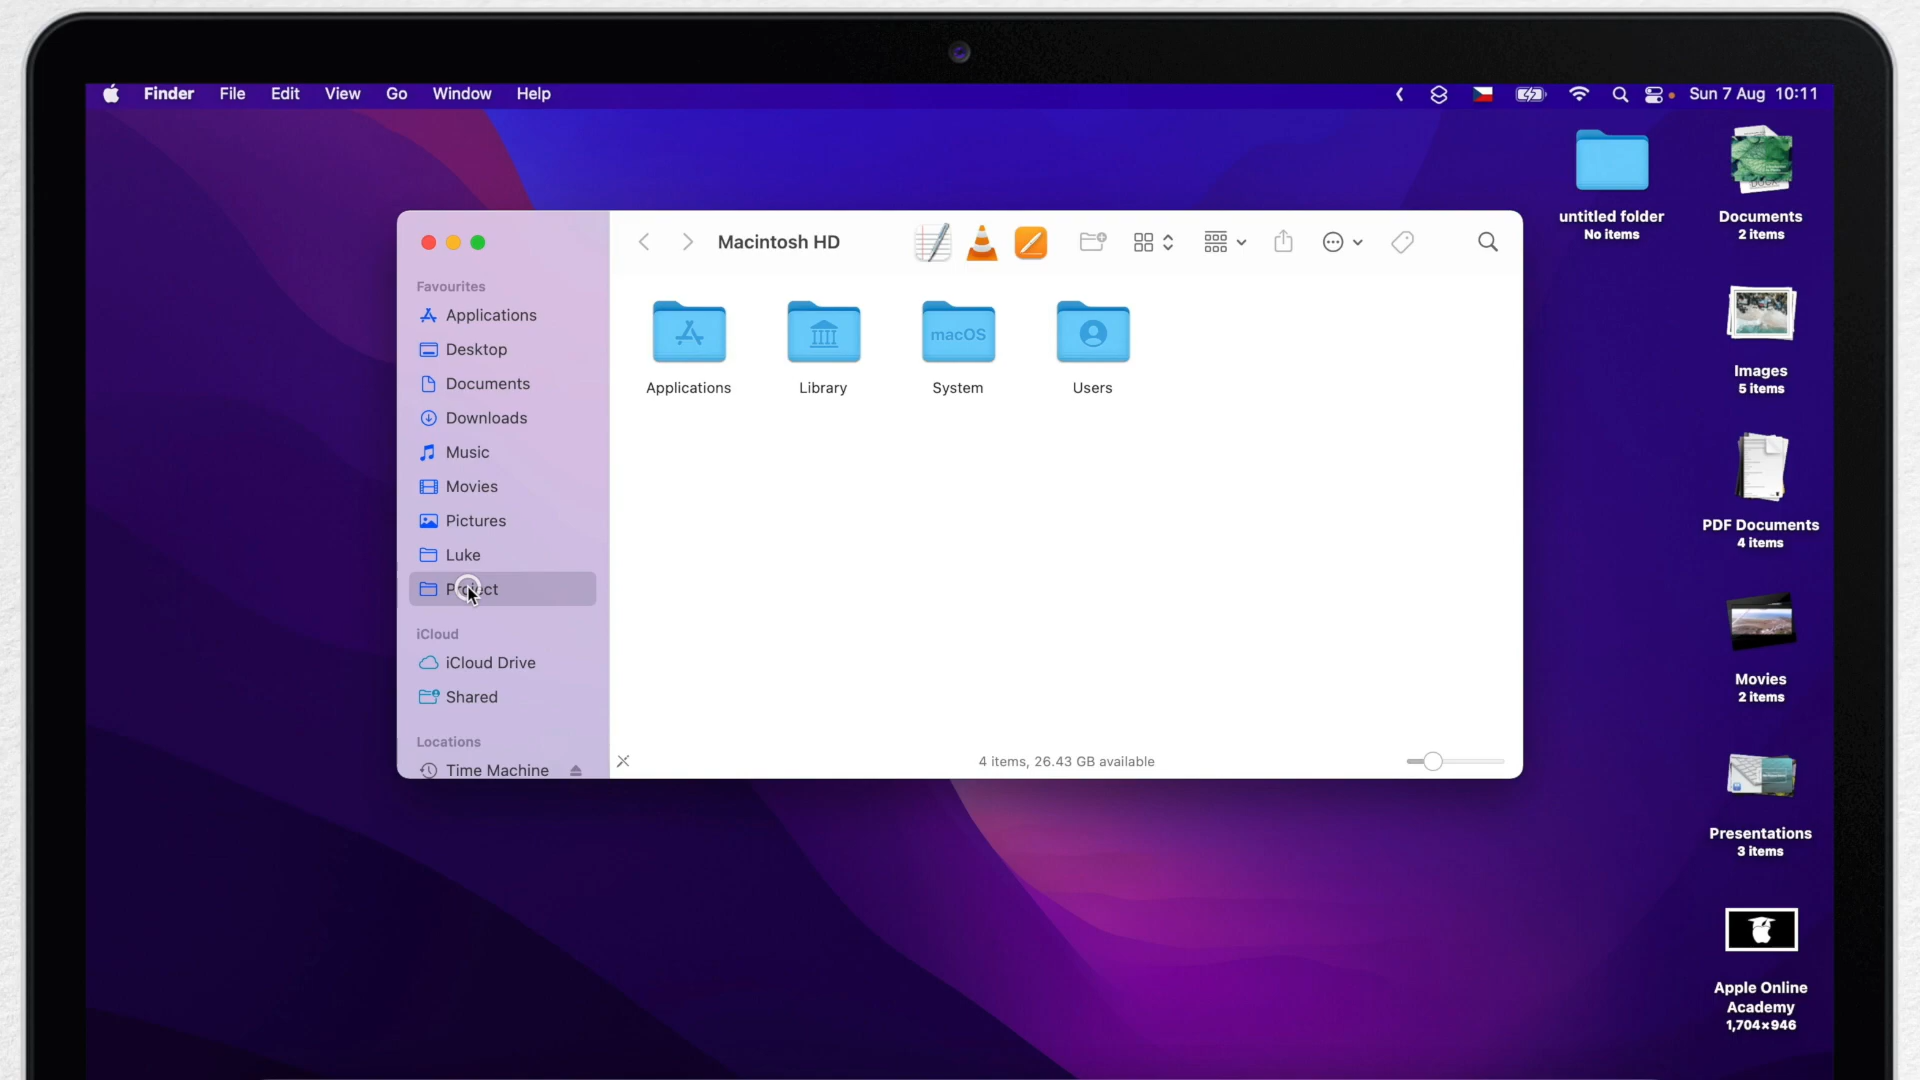 Finder File Edit View Go Window Help
Sun 7 Aug 10:11
untitled folder
No items
Documents
2 items
Images
5 items
PDF Documents
4 items
Movies
2 items
Presentations
3 items
Apple Online
Academy
1,704×946
Macintosh HD
Favourites
Applications
Desktop
Documents
Downloads
Music
Movies
Pictures
Luke
Project
iCloud
iCloud Drive
Shared
Locations
Time Machine
Applications
Library
macOS
System
Users
4 items, 26.43 GB available